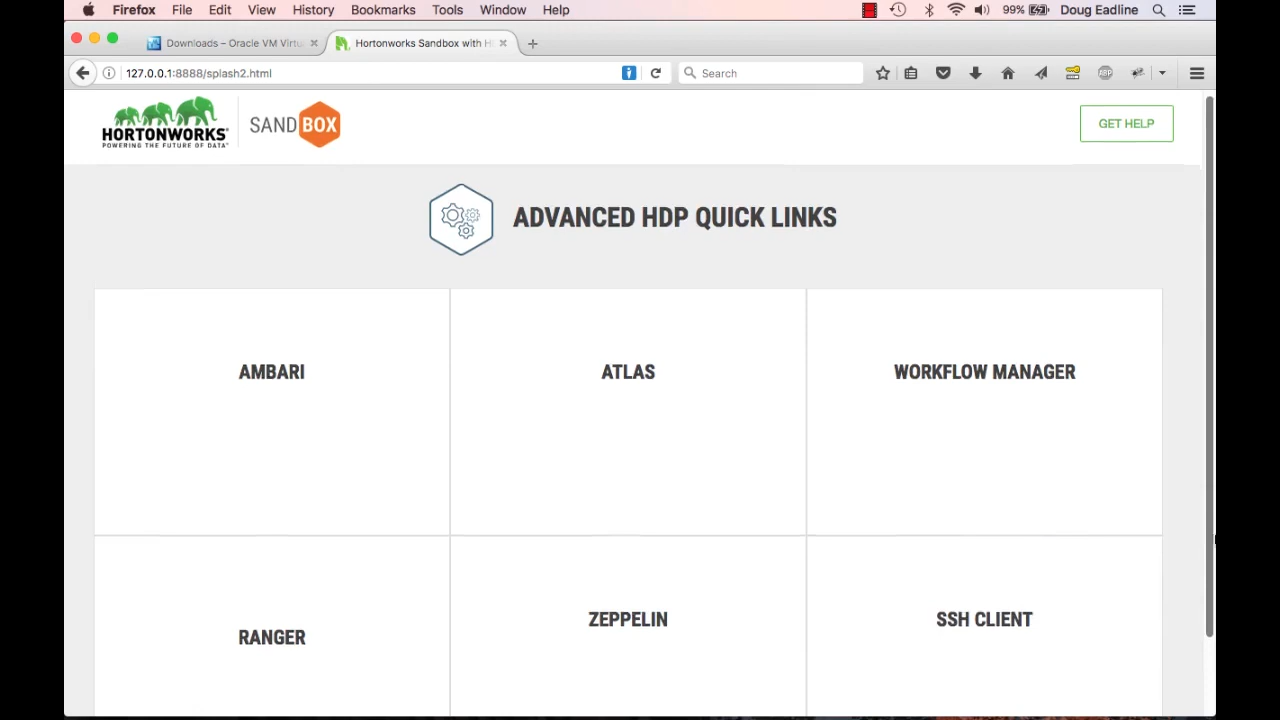 Firefox File Edit View History Bookmarks Tools Window Help 99% Doug Eadline
Downloads – Oracle VM Virtu
Hortonworks Sandbox with H
127.0.0.1:8888/splash2.html
Search
ABP
HORTONWORKS
POWERING THE FUTURE OF DATA
SANDBOX
GET HELP
ADVANCED HDP QUICK LINKS
AMBARI
ATLAS
WORKFLOW MANAGER
RANGER
ZEPPELIN
SSH CLIENT